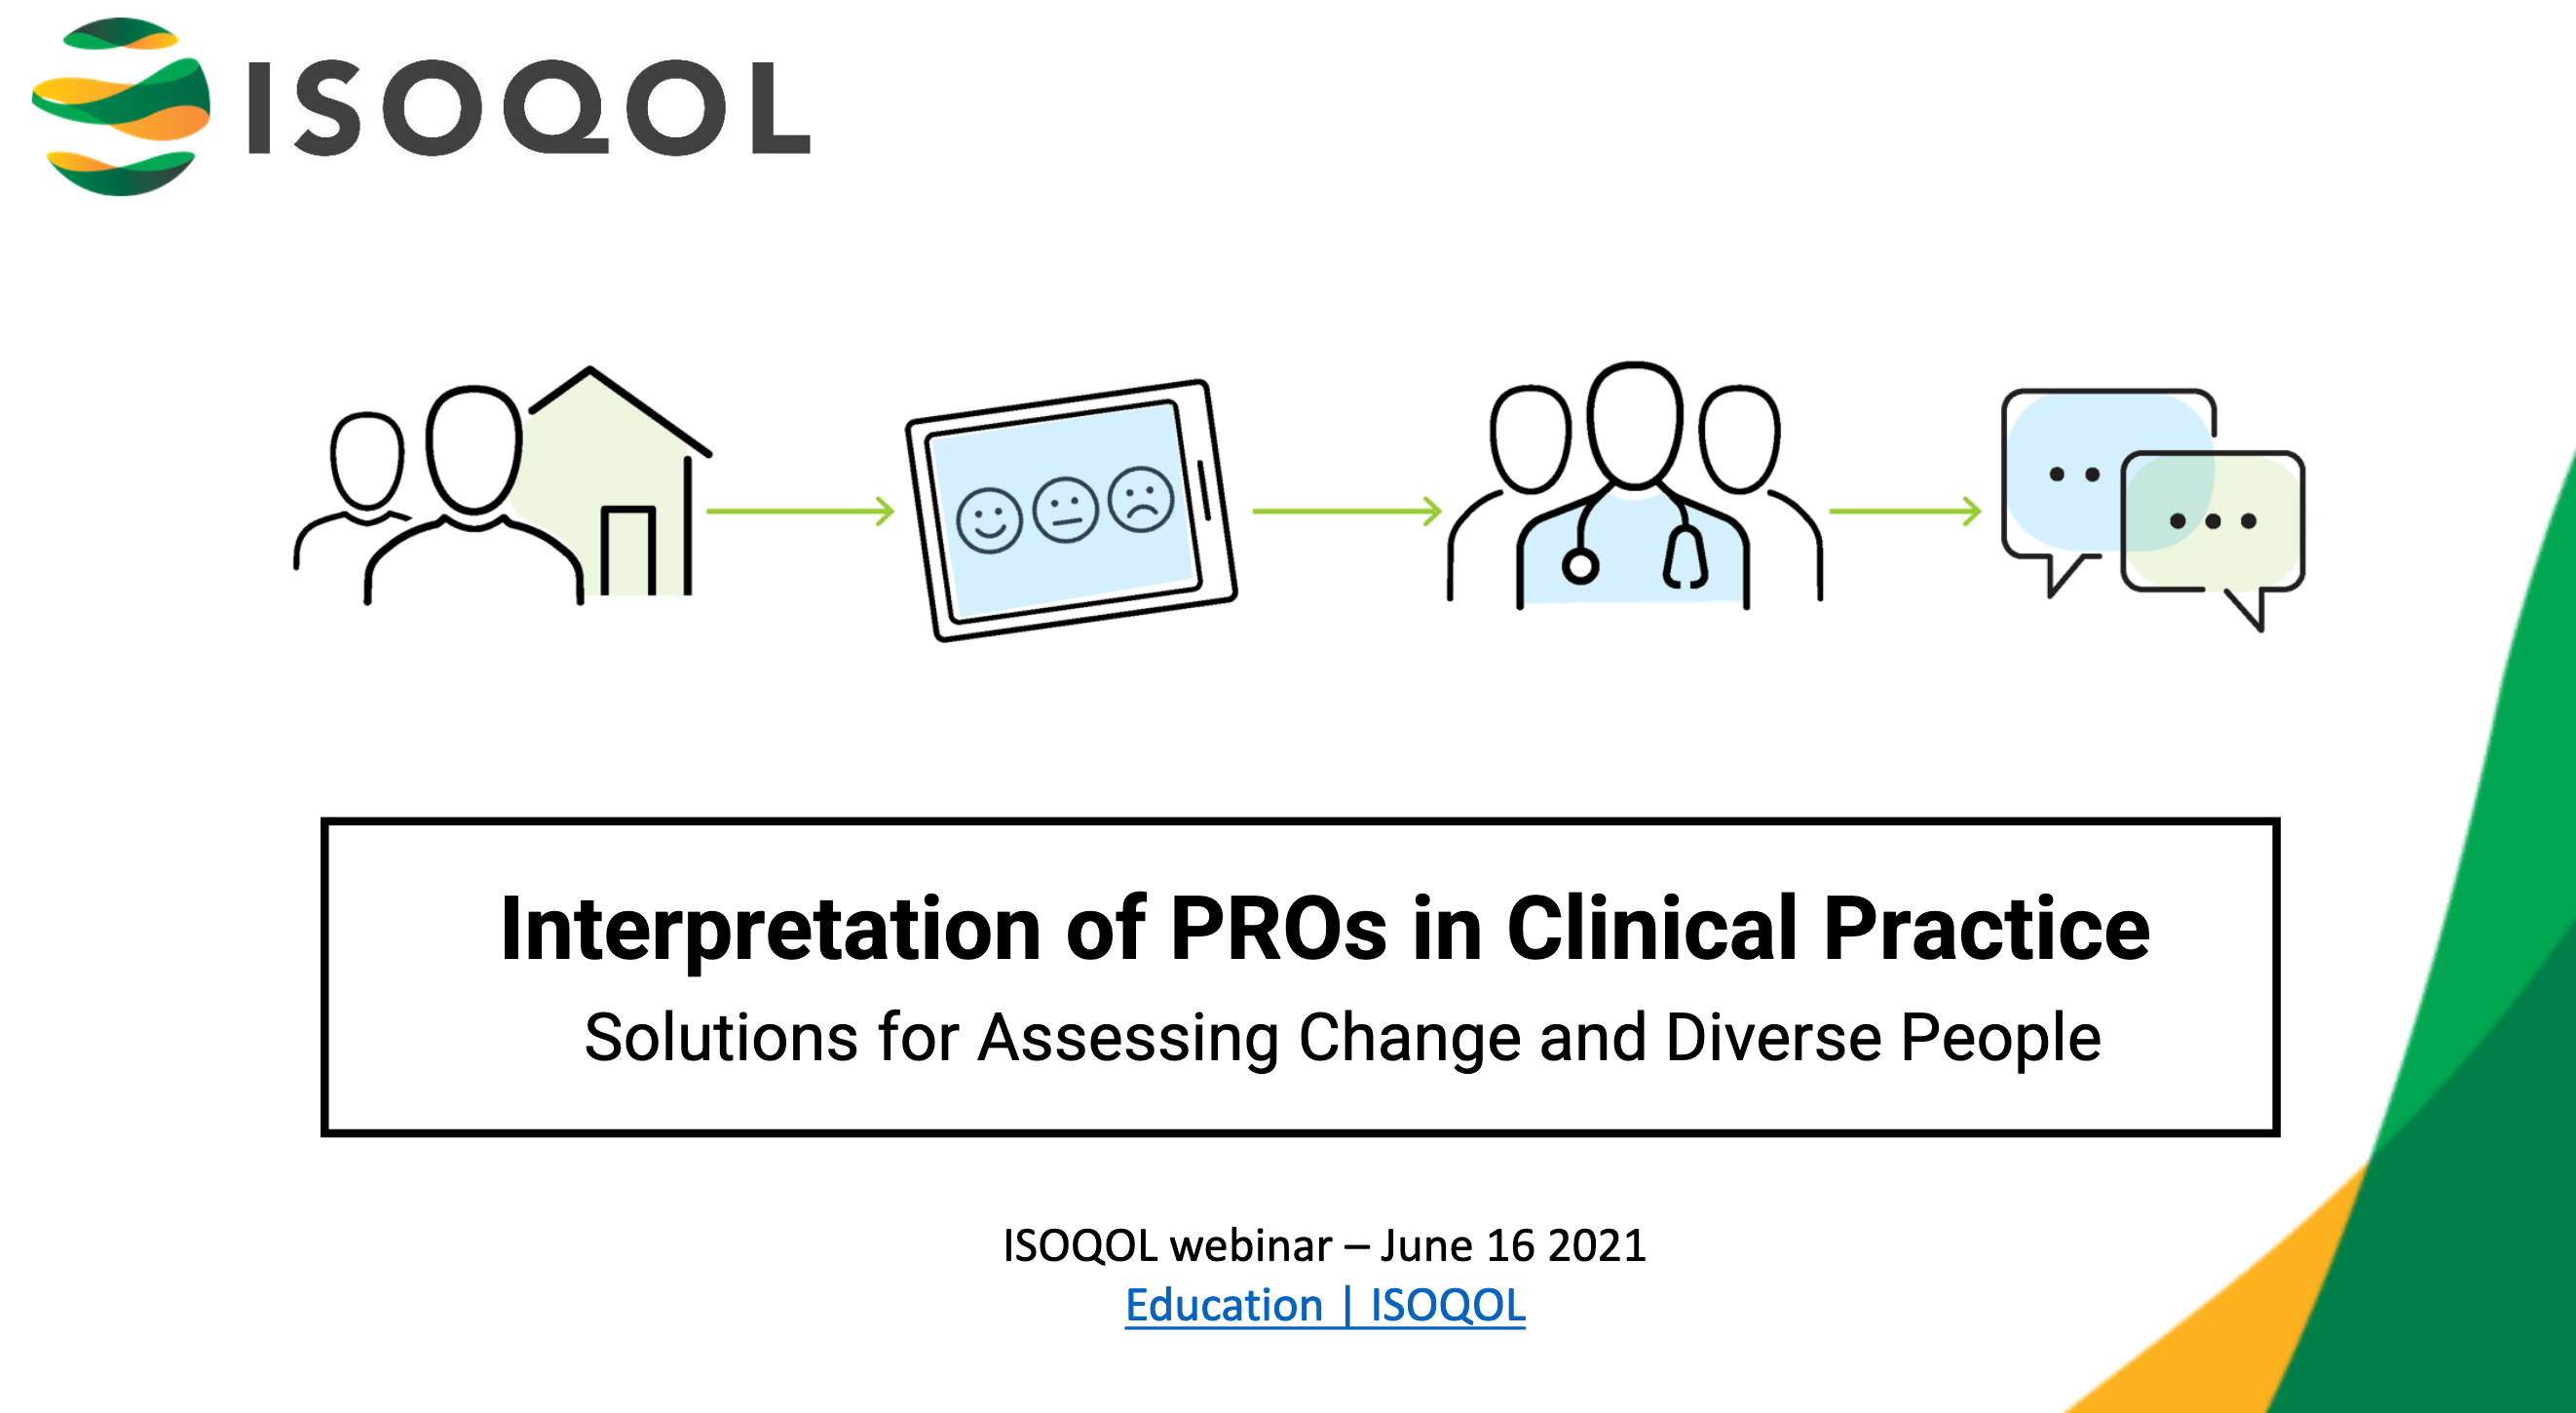 ISOQOL
Interpretation of PROs in Clinical Practice
Solutions for Assessing Change and Diverse People
ISOQOL webinar – June 16 2021
Education | ISOQOL